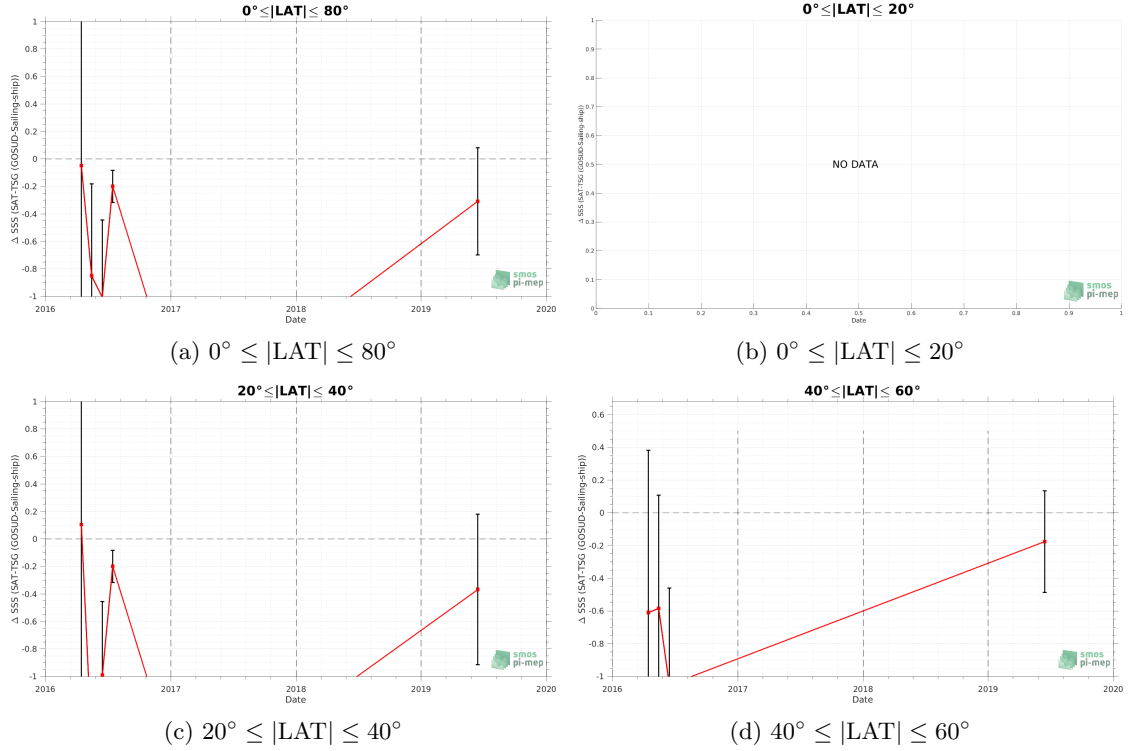 0°≤|LAT|≤ 80°
Δ SSS (SAT-TSG (GOSUD-Sailing-ship))
1
0.8
0.6
0.4
0.2
0
-0.2
-0.4
-0.6
-0.8
-1
2016 2017 2018 2019 2020
Date
smos
pi-mep
(a) 0° ≤ |LAT| ≤ 80°
0°≤|LAT|≤ 20°
Δ SSS (SAT-TSG (GOSUD-Sailing-ship))
1
0.9
0.8
0.7
0.6
0.5
0.4
0.3
0.2
0.1
0
NO DATA
0 0.1 0.2 0.3 0.4 0.5 0.6 0.7 0.8 0.9 1
Date
smos
pi-mep
(b) 0° ≤ |LAT| ≤ 20°
20°≤|LAT|≤ 40°
Δ SSS (SAT-TSG (GOSUD-Sailing-ship))
1
0.8
0.6
0.4
0.2
0
-0.2
-0.4
-0.6
-0.8
-1
2016 2017 2018 2019 2020
Date
smos
pi-mep
(c) 20° ≤ |LAT| ≤ 40°
40°≤|LAT|≤ 60°
Δ SSS (SAT-TSG (GOSUD-Sailing-ship))
0.6
0.4
0.2
0
-0.2
-0.4
-0.6
-0.8
-1
2016 2017 2018 2019 2020
Date
smos
pi-mep
(d) 40° ≤ |LAT| ≤ 60°